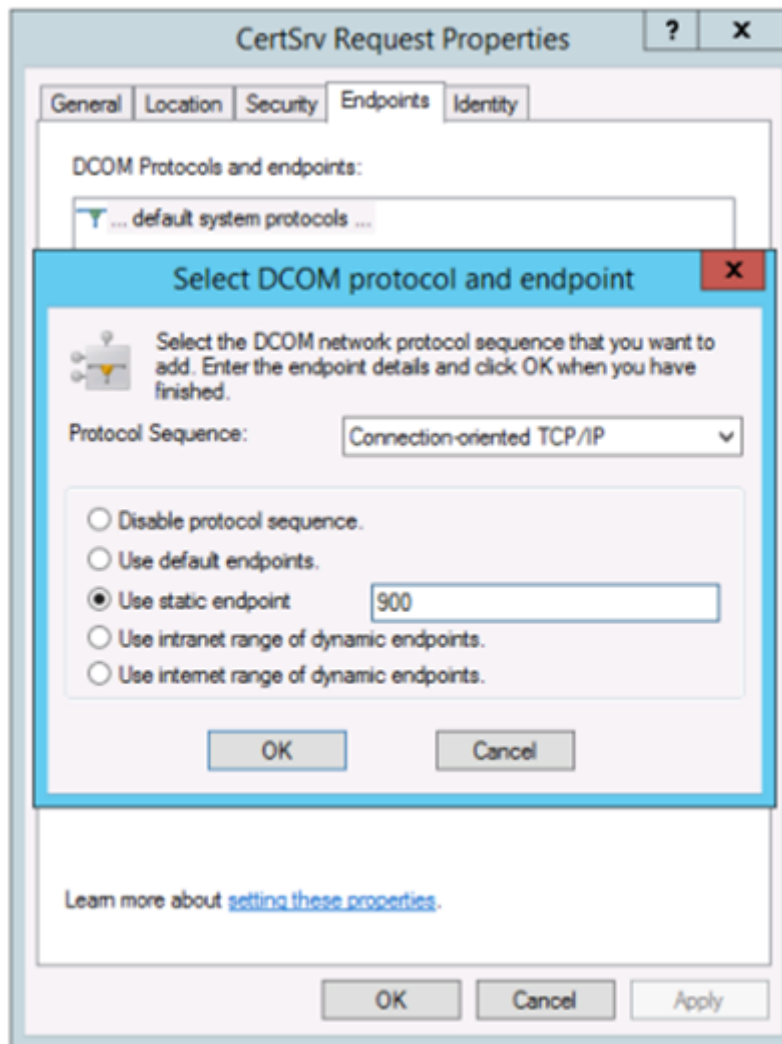 CertSrv Request Properties
? x
General Location Security Endpoints Identity
DCOM Protocols and endpoints:
... default system protocols ...
Select DCOM protocol and endpoint
x
Select the DCOM network protocol sequence that you want to
add. Enter the endpoint details and click OK when you have
finished.
Protocol Sequence: Connection-oriented TCP/IP
Disable protocol sequence.
Use default endpoints.
Use static endpoint 900
Use intranet range of dynamic endpoints.
Use internet range of dynamic endpoints.
OK Cancel
Learn more about setting these properties.
OK Cancel Apply